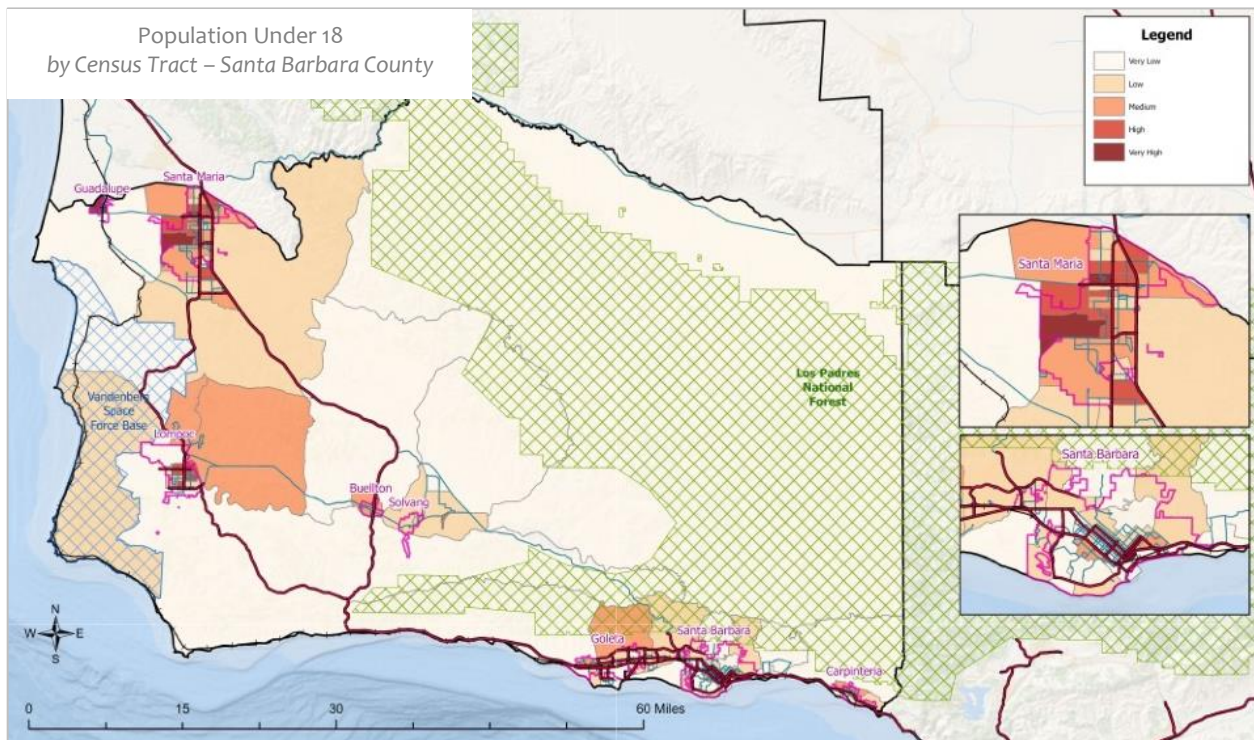 Population Under 18
by Census Tract – Santa Barbara County
Legend
Very Low
Low
Medium
High
Very High
Guadalupe
Santa Maria
Vandenberg
Space
Force Base
Lompoc
Buellton
Solvang
Los Padres
National
Forest
Goleta
Santa Barbara
Carpinteria
Santa Maria
Santa Barbara
N
W E
S
0 15 30 60 Miles